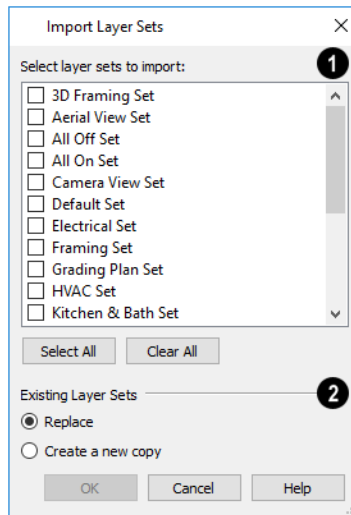 Import Layer Sets
Select layer sets to import:
1
3D Framing Set
Aerial View Set
All Off Set
All On Set
Camera View Set
Default Set
Electrical Set
Framing Set
Grading Plan Set
HVAC Set
Kitchen & Bath Set
Select All Clear All
Existing Layer Sets
2
Replace
Create a new copy
OK Cancel Help